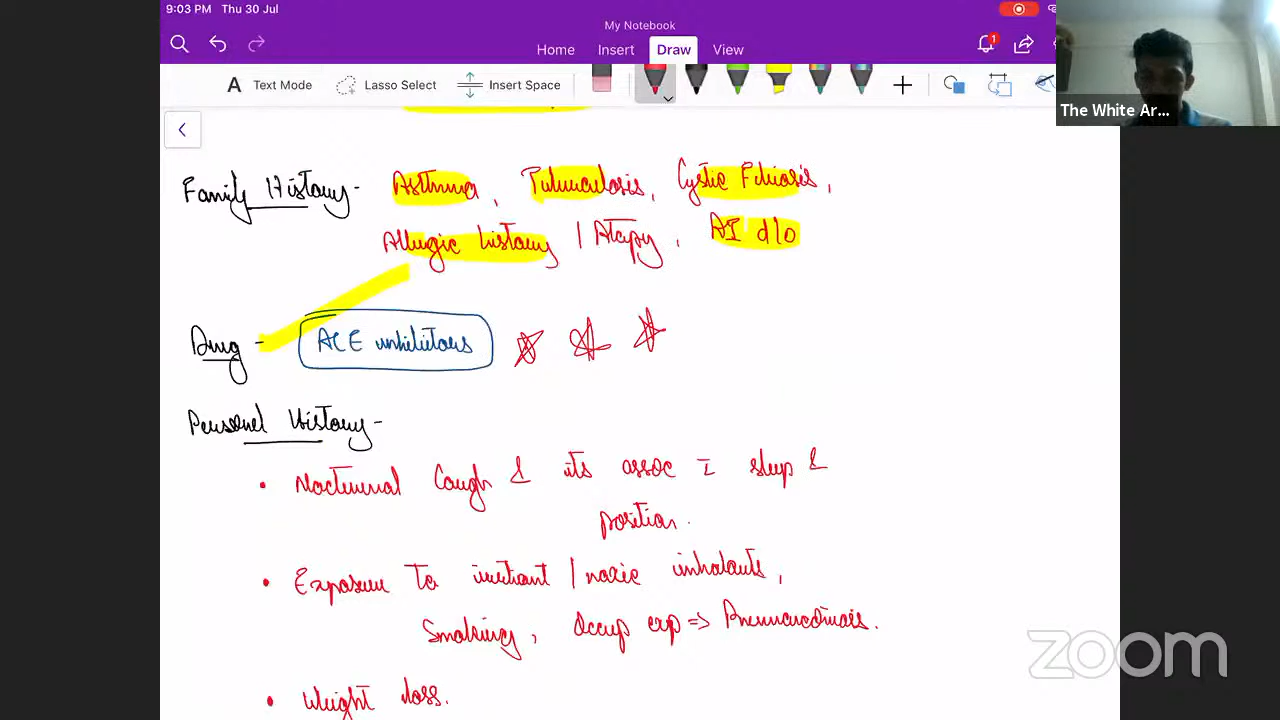 9:03 PM Thu 30 Jul
My Notebook
Home Insert Draw View
1
A Text Mode Lasso Select Insert Space
The White Ar...
Family History - Asthma, Tuberculosis, Cystic Fibrosis,
Allergic history / Atopy, AI d/o
Drug - ACE inhibitors
Personal History -
• Nocturnal Cough & its assoc c sleep &
position.
• Exposure to irritant / noxic inhalants,
Smoking, Occup exp => Pneumoconiosis.
• Weight loss.
zoom